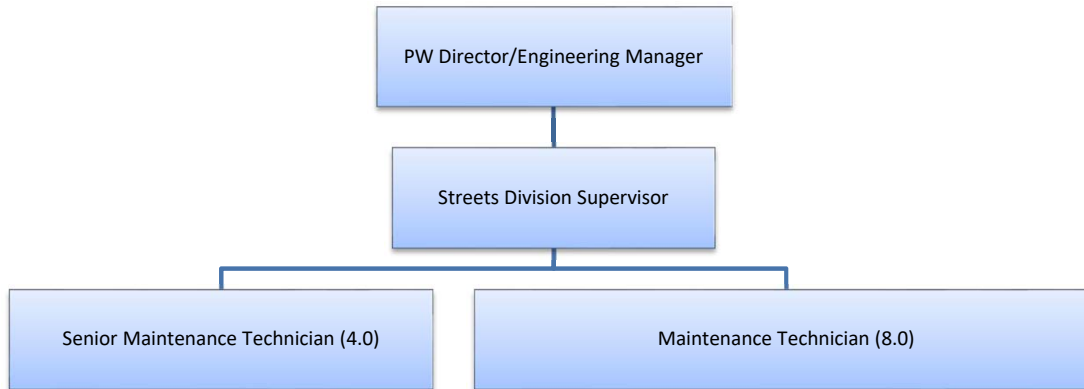 PW Director/Engineering Manager
Streets Division Supervisor
Senior Maintenance Technician (4.0)
Maintenance Technician (8.0)